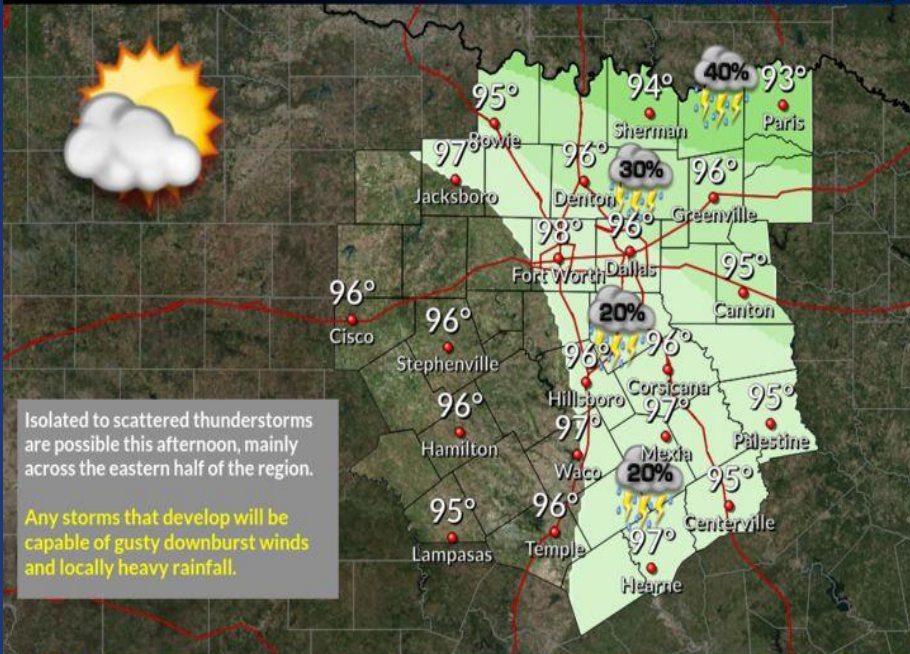 40%
93°
Paris
94°
Sherman
95°
Bowie
97°
Jacksboro
96°
Denton
30%
96°
Greenville
98°
Fort Worth
96°
Dallas
95°
Canton
96°
Cisco
96°
Stephenville
20%
96°
Hillsboro
96°
Corsicana
95°
Palestine
96°
Hamilton
97°
Waco
97°
Mexia
20%
95°
Centerville
95°
Lampasas
96°
Temple
97°
Hearne
Isolated to scattered thunderstorms
are possible this afternoon, mainly
across the eastern half of the region.
Any storms that develop will be
capable of gusty downburst winds
and locally heavy rainfall.